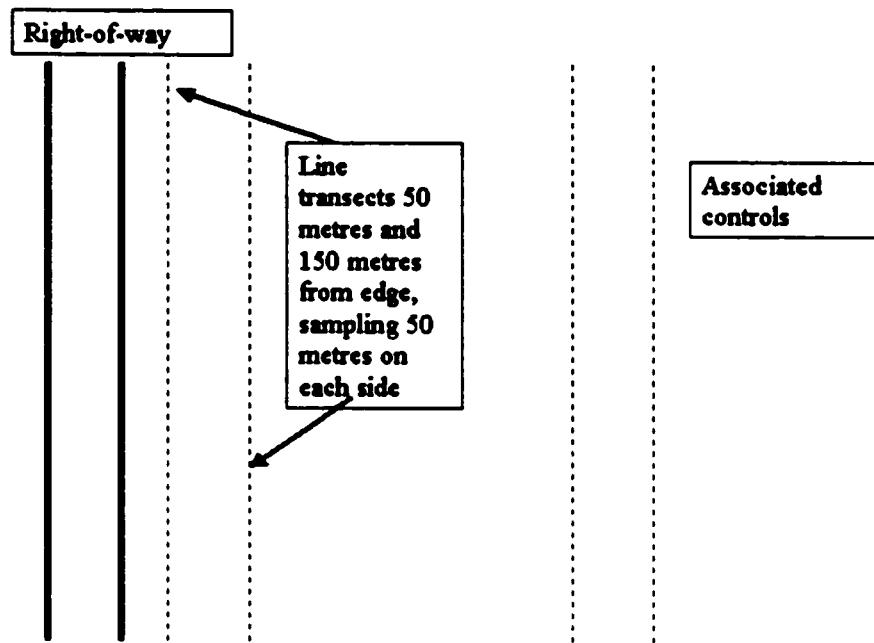 Right-of-way
Line
transects 50
metres and
150 metres
from edge,
sampling 50
metres on
each side
Associated
controls